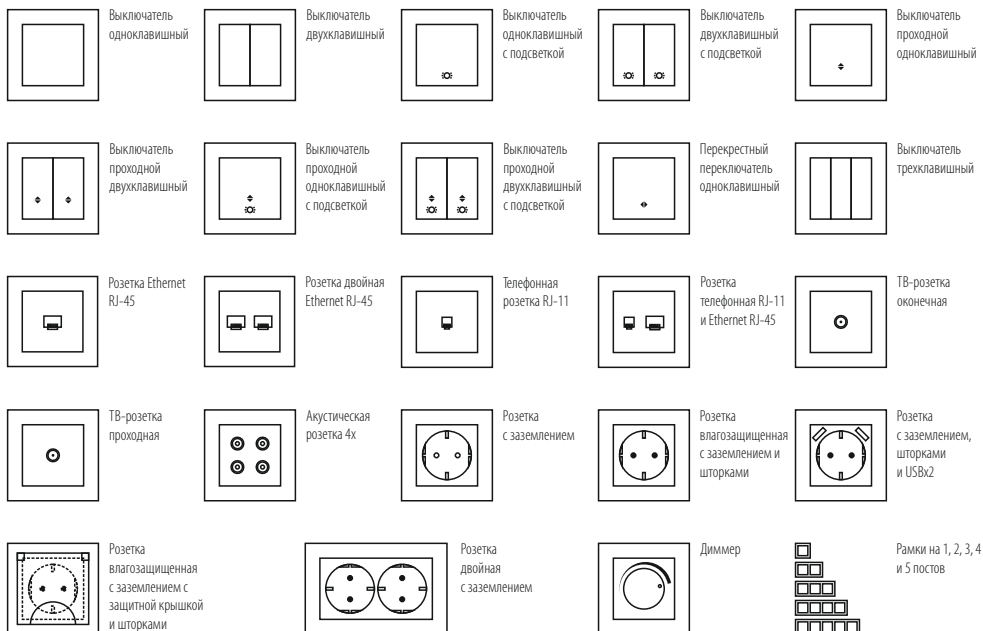 Выключатель
одноклавишный
Выключатель
двухклавишный
Выключатель
одноклавишный
с подсветкой
Выключатель
двухклавишный
с подсветкой
Выключатель
проходной
одноклавишный
Выключатель
проходной
двухклавишный
Выключатель
проходной
одноклавишный
с подсветкой
Выключатель
проходной
двухклавишный
с подсветкой
Перекрестный
переключатель
одноклавишный
Выключатель
трехклавишный
Розетка Ethernet
RJ-45
Розетка двойная
Ethernet RJ-45
Телефонная
розетка RJ-11
Розетка
телефонная RJ-11
и Ethernet RJ-45
ТВ-розетка
оконечная
ТВ-розетка
проходная
Акустическая
розетка 4x
Розетка
с заземлением
Розетка
влагозащищенная
с заземлением и
шторками
Розетка
с заземлением,
шторками
и USBx2
Розетка
влагозащищенная
с заземлением с
защитной крышкой
и шторками
Розетка
двойная
с заземлением
Диммер
Рамки на 1, 2, 3, 4
и 5 постов